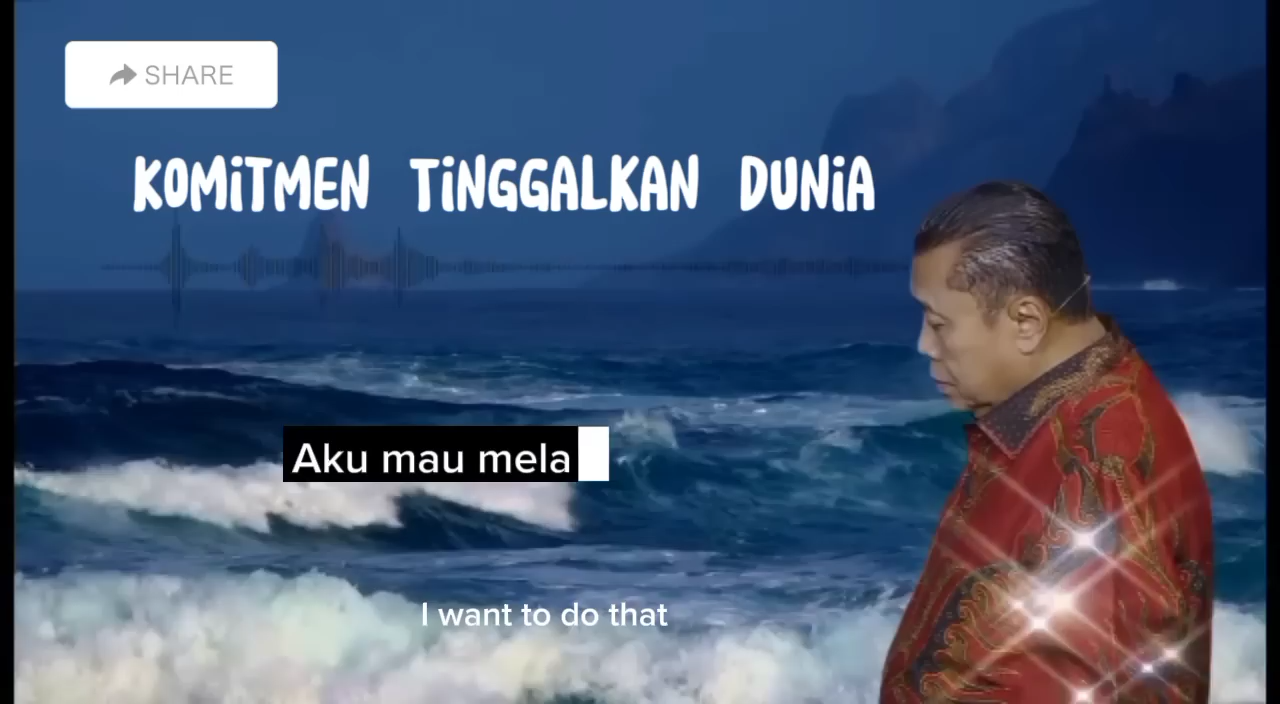 SHARE
KOMiTMEN TiNGGALKAN DUNiA
Aku mau mela
I want to do that